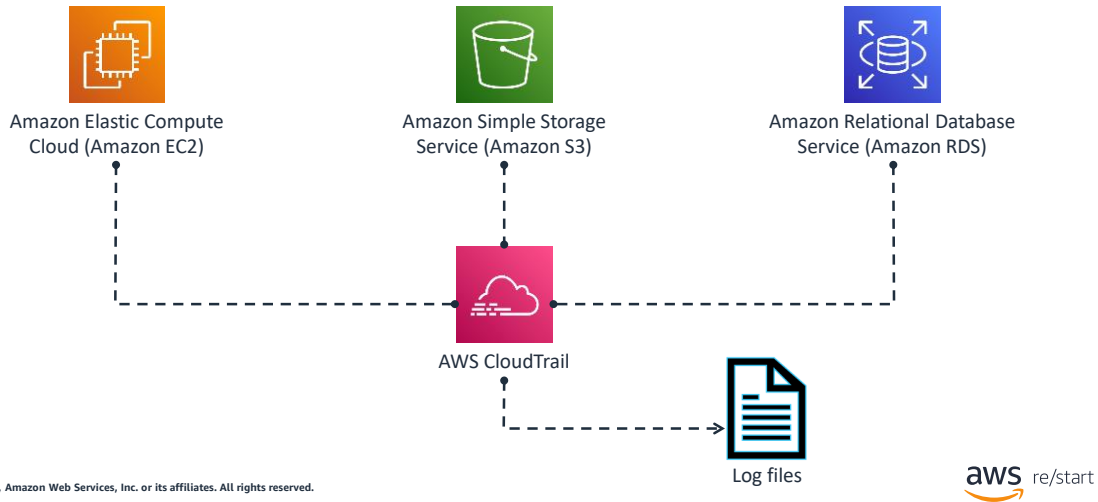 Amazon Elastic Compute
Cloud (Amazon EC2)
Amazon Simple Storage
Service (Amazon S3)
Amazon Relational Database
Service (Amazon RDS)
AWS CloudTrail
Log files
, Amazon Web Services, Inc. or its affiliates. All rights reserved.
aws re/start